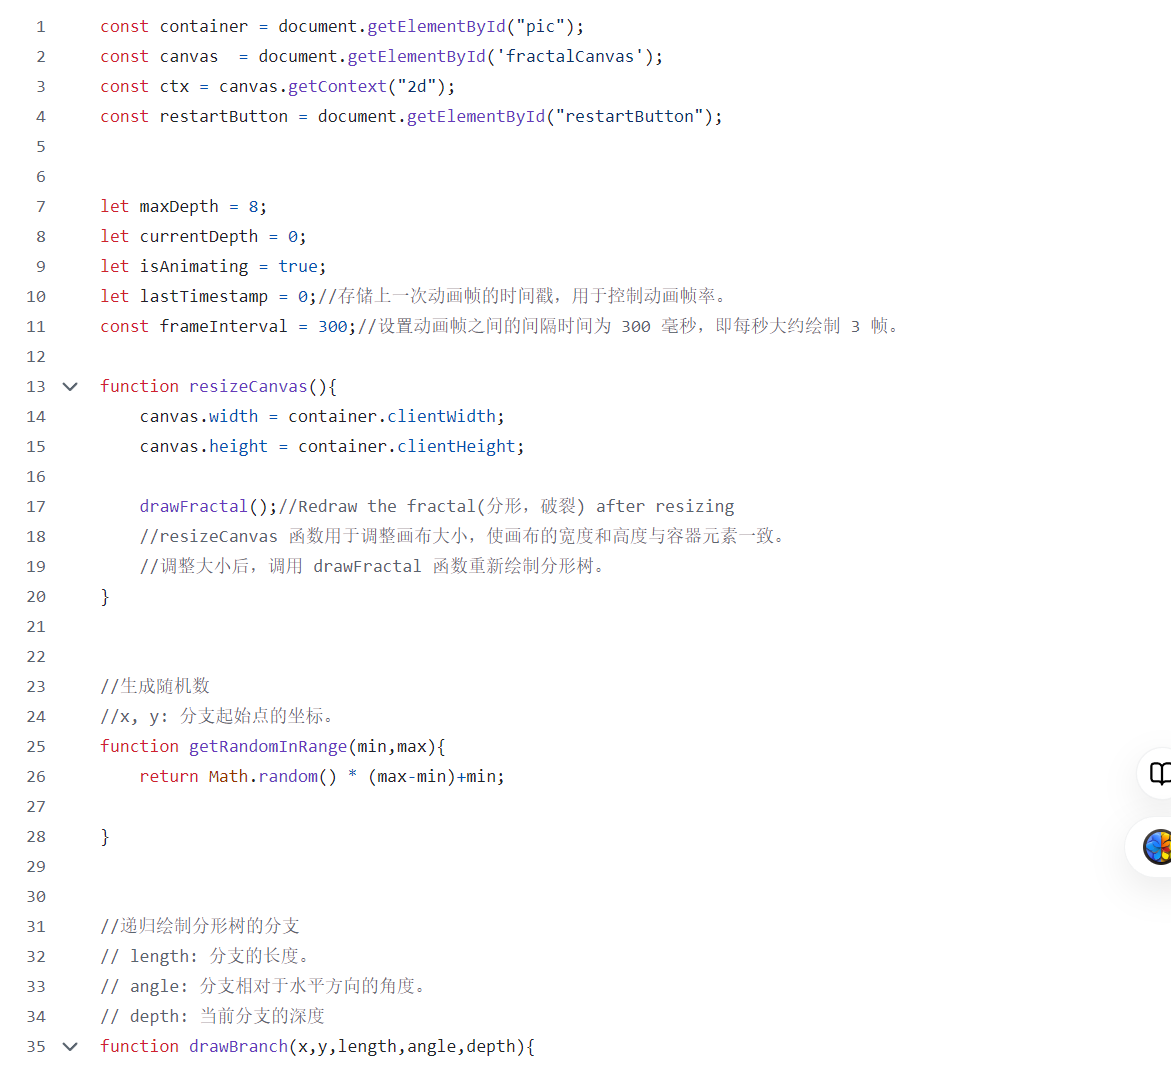 1 const container = document.getElementById("pic");
2 const canvas  = document.getElementById('fractalCanvas');
3 const ctx = canvas.getContext("2d");
4 const restartButton = document.getElementById("restartButton");
5
6
7 let maxDepth = 8;
8 let currentDepth = 0;
9 let isAnimating = true;
10 let lastTimestamp = 0;//存储上一次动画帧的时间戳，用于控制动画帧率。
11 const frameInterval = 300;//设置动画帧之间的间隔时间为 300 毫秒，即每秒大约绘制 3 帧。
12
13 function resizeCanvas(){
14     canvas.width = container.clientWidth;
15     canvas.height = container.clientHeight;
16
17     drawFractal();//Redraw the fractal(分形，破裂) after resizing
18     //resizeCanvas 函数用于调整画布大小，使画布的宽度和高度与容器元素一致。
19     //调整大小后，调用 drawFractal 函数重新绘制分形树。
20 }
21
22
23 //生成随机数
24 //x, y: 分支起始点的坐标。
25 function getRandomInRange(min,max){
26     return Math.random() * (max-min)+min;
27
28 }
29
30
31 //递归绘制分形树的分支
32 // length: 分支的长度。
33 // angle: 分支相对于水平方向的角度。
34 // depth: 当前分支的深度
35 function drawBranch(x,y,length,angle,depth){